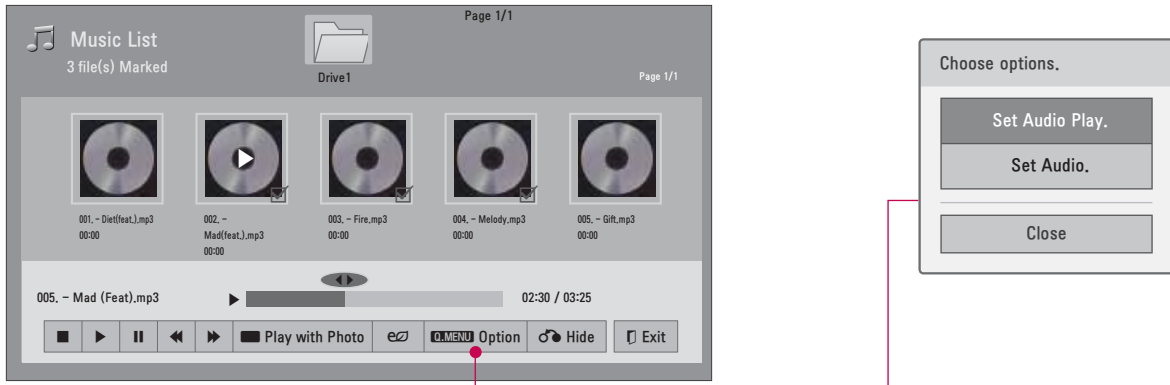 Page 1/1
Music List
3 file(s) Marked
Drive1
Page 1/1
001. – Diet(feat.).mp3
00:00
002. –
Mad(feat.).mp3
00:00
003. – Fire.mp3
00:00
004. – Melody.mp3
00:00
005. – Gift.mp3
00:00
005. – Mad (Feat).mp3
02:30 / 03:25
Play with Photo
Q.MENU Option
Hide
Exit
Choose options.
Set Audio Play.
Set Audio.
Close